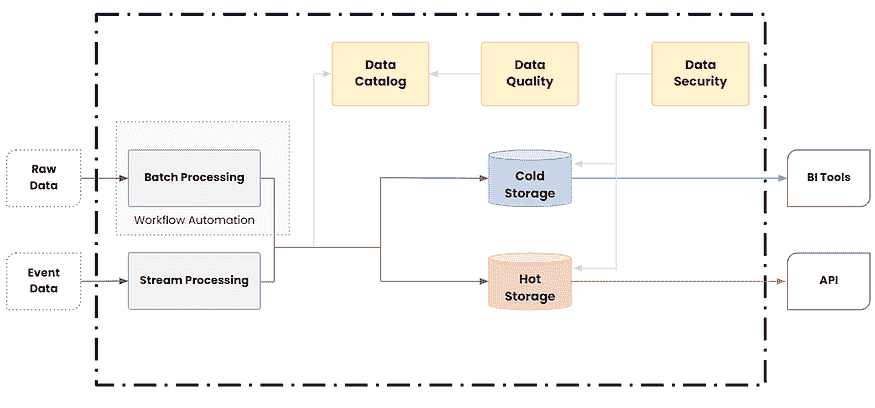 Data
Catalog
Data
Quality
Data
Security
Raw
Data
Batch Processing
Workflow Automation
Cold
Storage
BI Tools
Event
Data
Stream Processing
Hot
Storage
API